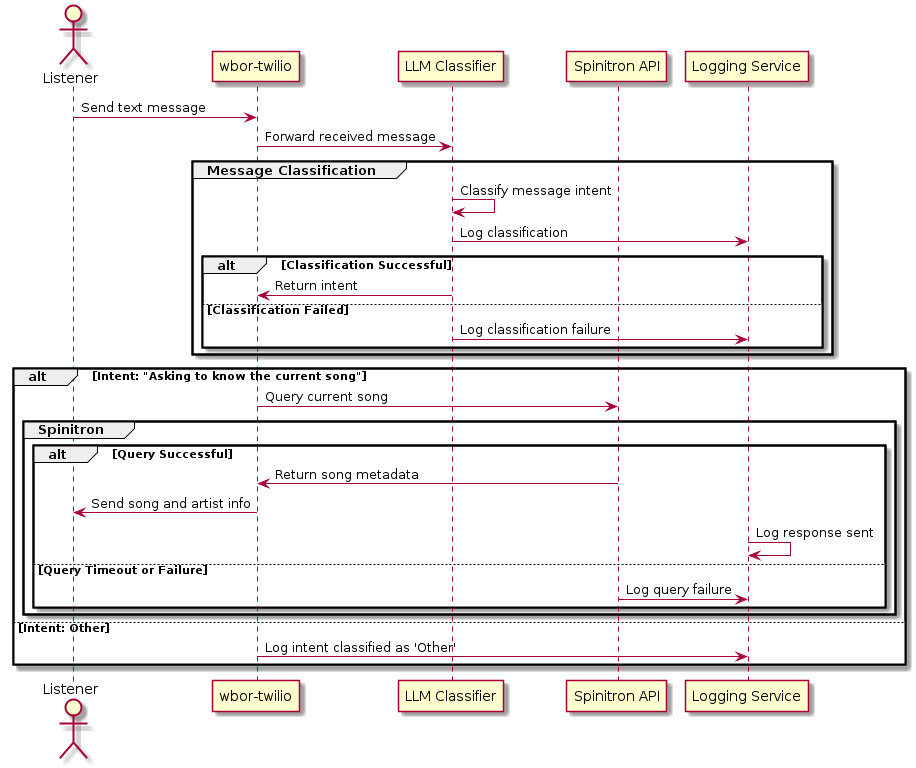 Listener
wbor-twilio
LLM Classifier
Spinitron API
Logging Service
Send text message
Forward received message
Message Classification
Classify message intent
Log classification
alt
[Classification Successful]
Return intent
[Classification Failed]
Log classification failure
alt
[Intent: "Asking to know the current song"]
Query current song
Spinitron
alt
[Query Successful]
Return song metadata
Send song and artist info
Log response sent
[Query Timeout or Failure]
Log query failure
[Intent: Other]
Log intent classified as 'Other'
Listener
wbor-twilio
LLM Classifier
Spinitron API
Logging Service